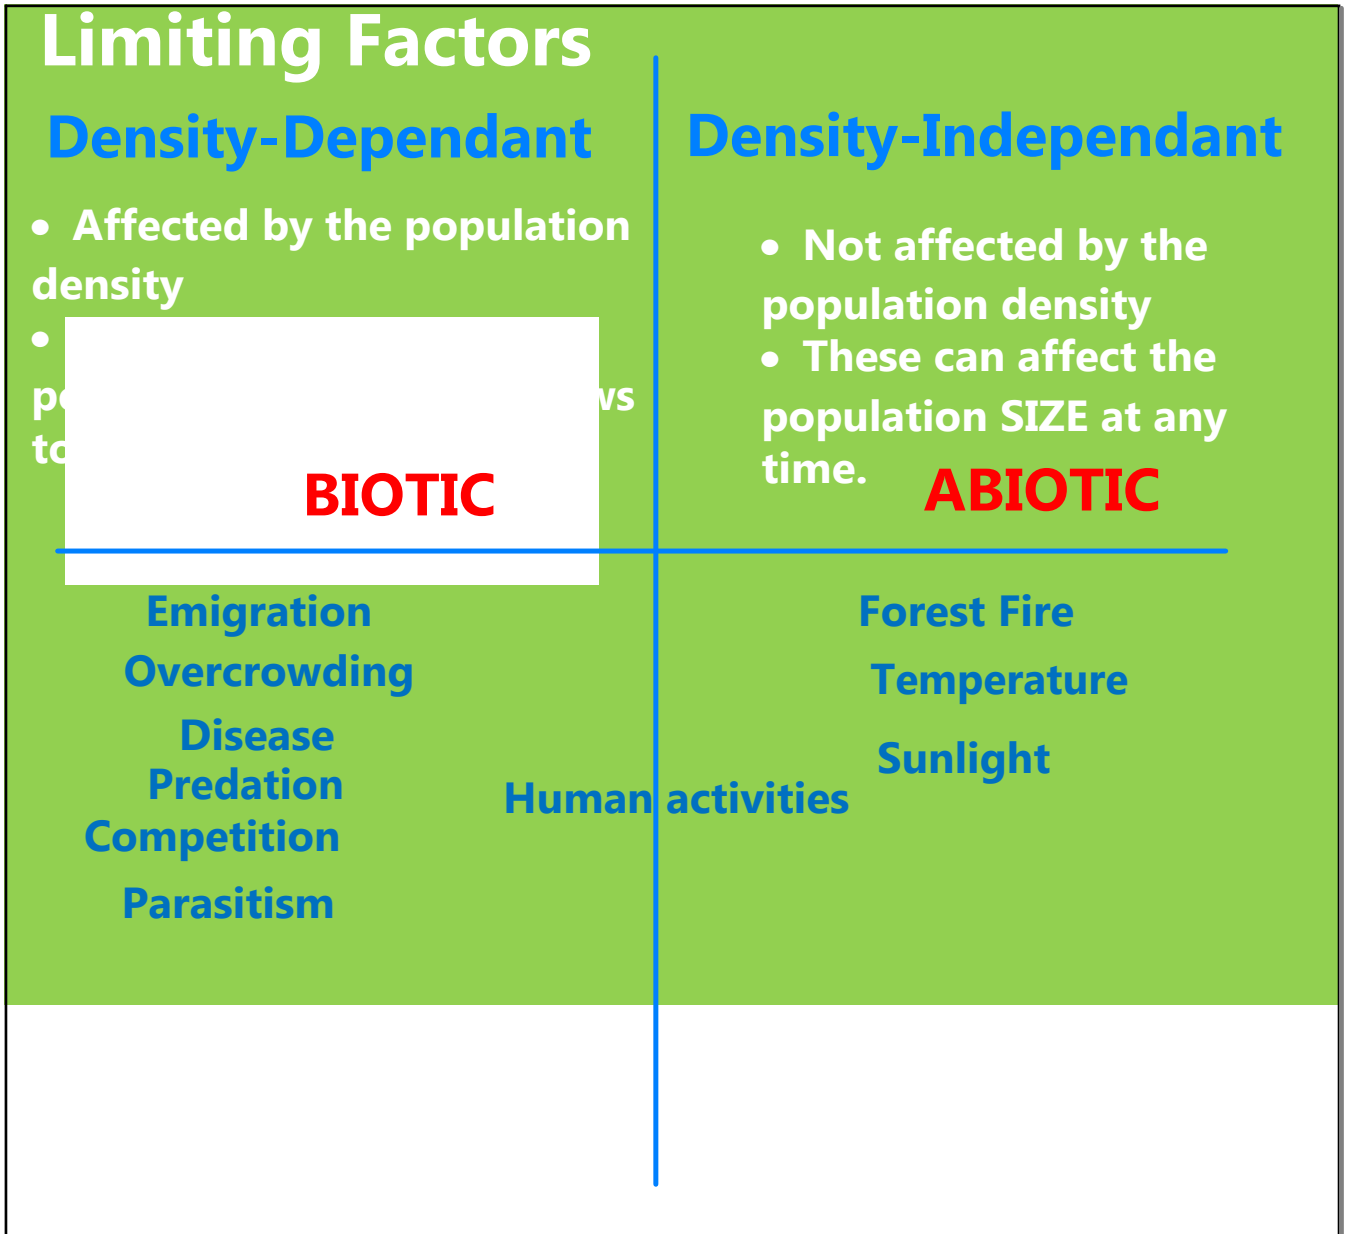 Limiting Factors
Density-Dependant
• Affected by the population
density
•
BIOTIC
Density-Independant
• Not affected by the
population density
• These can affect the
population SIZE at any
time.
ABIOTIC
Emigration
Overcrowding
Disease
Predation
Competition
Parasitism
Human activities
Forest Fire
Temperature
Sunlight